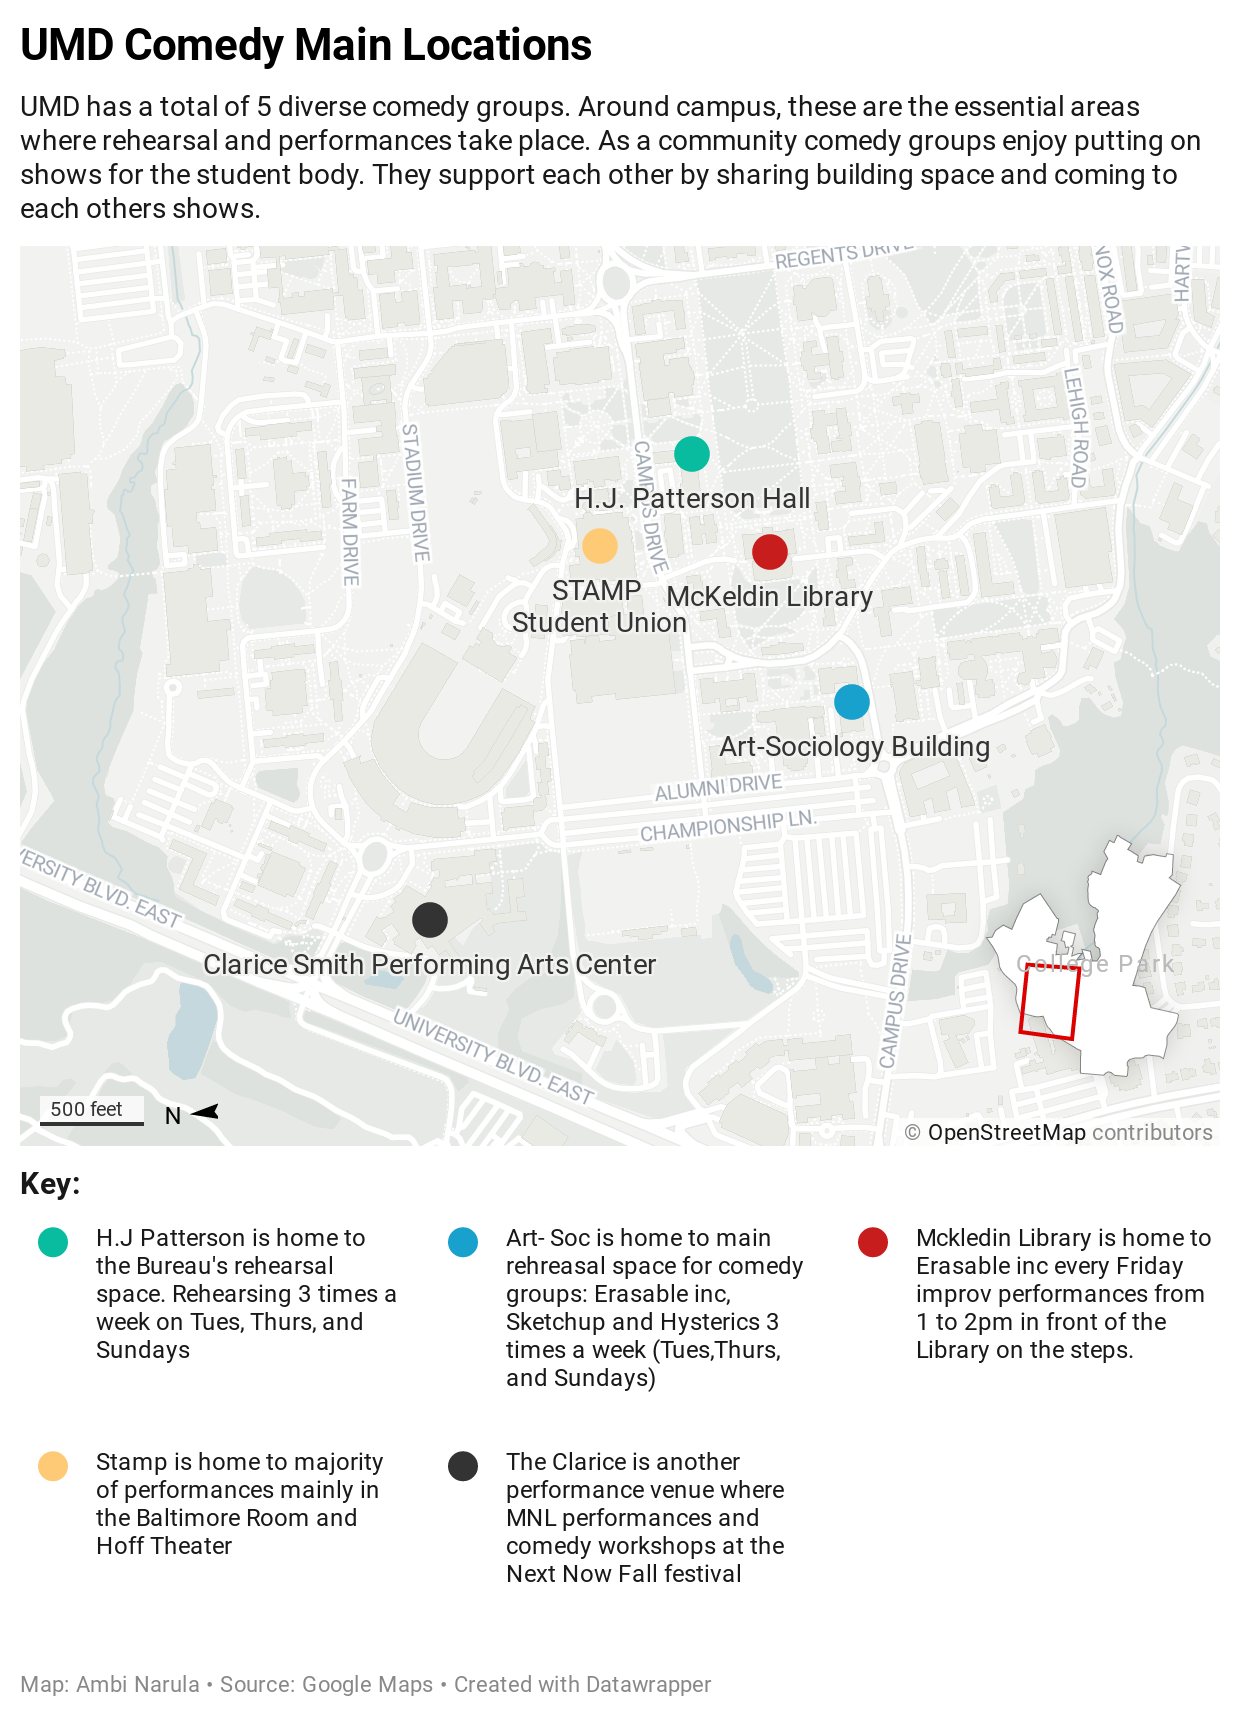 UMD Comedy Main Locations
UMD has a total of 5 diverse comedy groups. Around campus, these are the essential areas
where rehearsal and performances take place. As a community comedy groups enjoy putting on
shows for the student body. They support each other by sharing building space and coming to
each others shows.
REGENTS DRIVE
NOX ROAD
HARTW
LEHIGH ROAD
STADIUM DRIVE
FARM DRIVE
CAMPUS DRIVE
H.J. Patterson Hall
STAMP
Student Union
McKeldin Library
Art-Sociology Building
ALUMNI DRIVE
CHAMPIONSHIP LN.
VERSITY BLVD. EAST
Clarice Smith Performing Arts Center
College Park
CAMPUS DRIVE
UNIVERSITY BLVD. EAST
500 feet
N
© OpenStreetMap contributors
Key:
H.J Patterson is home to
the Bureau's rehearsal
space. Rehearsing 3 times a
week on Tues, Thurs, and
Sundays
Art- Soc is home to main
rehreasal space for comedy
groups: Erasable inc,
Sketchup and Hysterics 3
times a week (Tues,Thurs,
and Sundays)
Mckledin Library is home to
Erasable inc every Friday
improv performances from
1 to 2pm in front of the
Library on the steps.
Stamp is home to majority
of performances mainly in
the Baltimore Room and
Hoff Theater
The Clarice is another
performance venue where
MNL performances and
comedy workshops at the
Next Now Fall festival
Map: Ambi Narula • Source: Google Maps • Created with Datawrapper